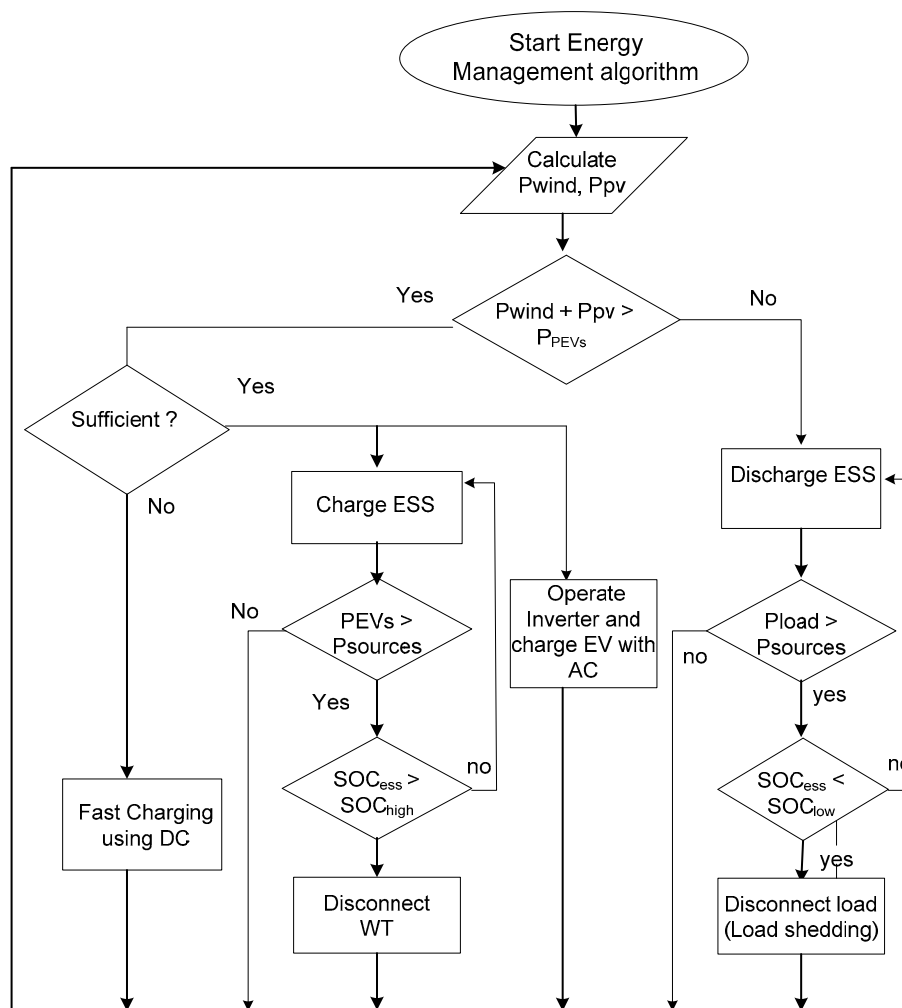 Start Energy
Management algorithm
Calculate
Pwind, Ppv
Yes
No
Pwind + Ppv >
PPEVs
Yes
Sufficient ?
No
Charge ESS
Discharge ESS
No
PEVs >
Psources
Operate
Inverter and
charge EV with
AC
Pload >
Psources
no
Yes
yes
SOCess >
SOChigh
no
SOCess <
SOClow
no
Fast Charging
using DC
yes
Disconnect
WT
Disconnect load
(Load shedding)